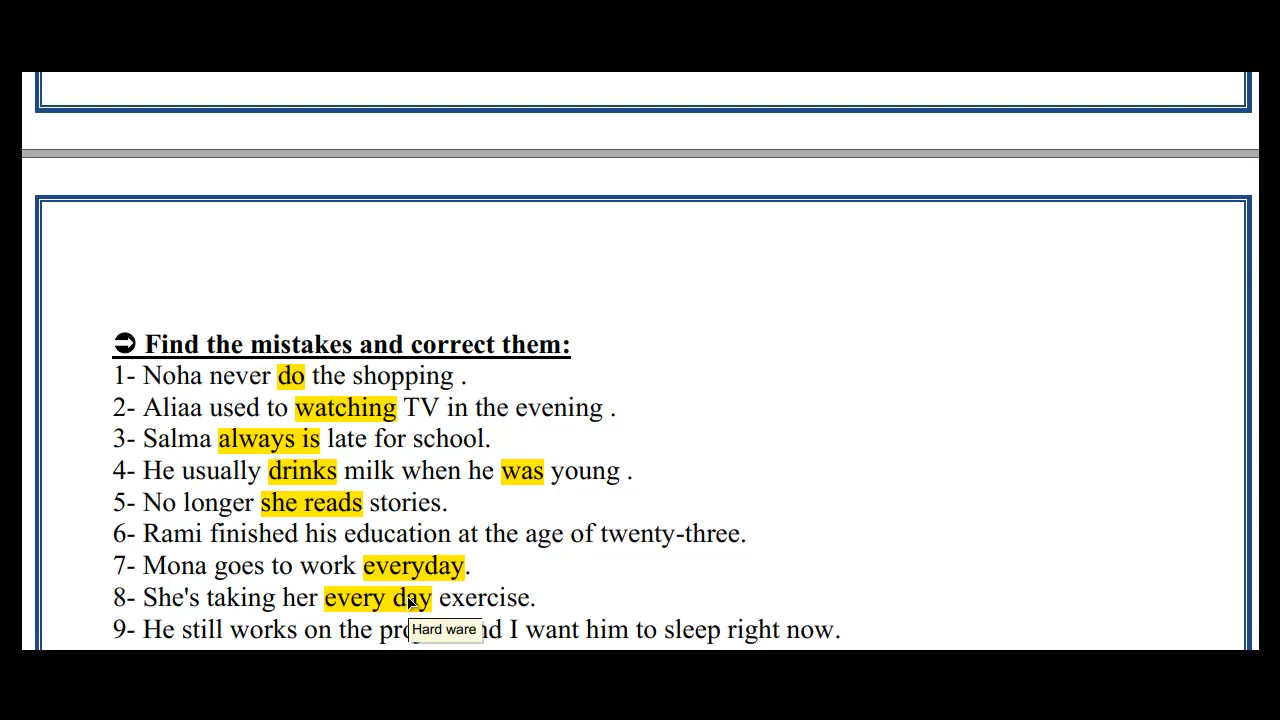 ➲ Find the mistakes and correct them:
1- Noha never do the shopping .
2- Aliaa used to watching TV in the evening .
3- Salma always is late for school.
4- He usually drinks milk when he was young .
5- No longer she reads stories.
6- Rami finished his education at the age of twenty-three.
7- Mona goes to work everyday.
8- She's taking her every day exercise.
9- He still works on the nd I want him to sleep right now.
Hard ware